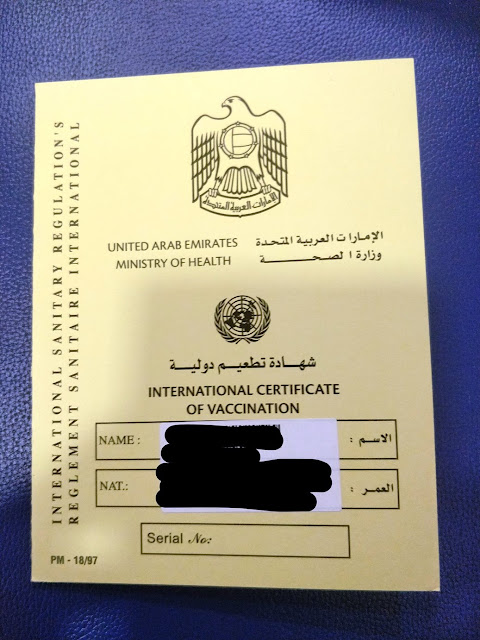 INTERNATIONAL SANITARY REGULATION'S
REGLEMENT SANITAIRE INTERNATIONAL
الإمارات العربية المتحدة
UNITED ARAB EMIRATES
الإمارات العربية المتحدة
MINISTRY OF HEALTH
وزارة الصحة
شهادة تطعيم دولية
INTERNATIONAL CERTIFICATE
OF VACCINATION
NAME :
الاسم :
NAT.:
العمر :
Serial No:
PM - 18/97